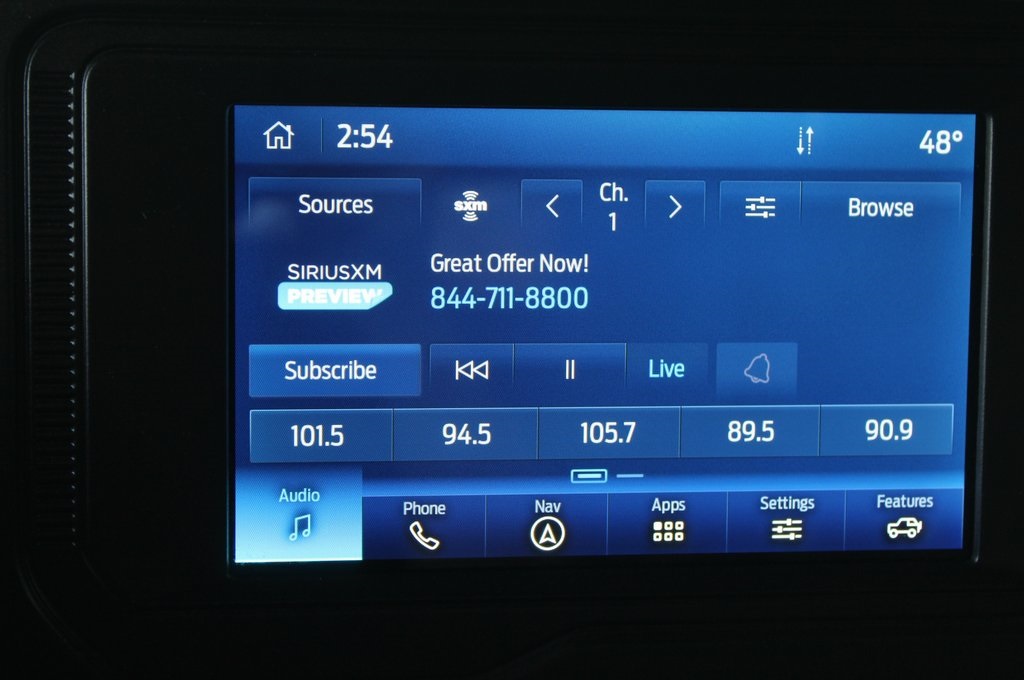 2:54 48°
Sources sxm Ch. 1 Browse
SIRIUSXM
PREVIEW
Great Offer Now!
844-711-8800
Subscribe Live
101.5 94.5 105.7 89.5 90.9
Audio Phone Nav Apps Settings Features